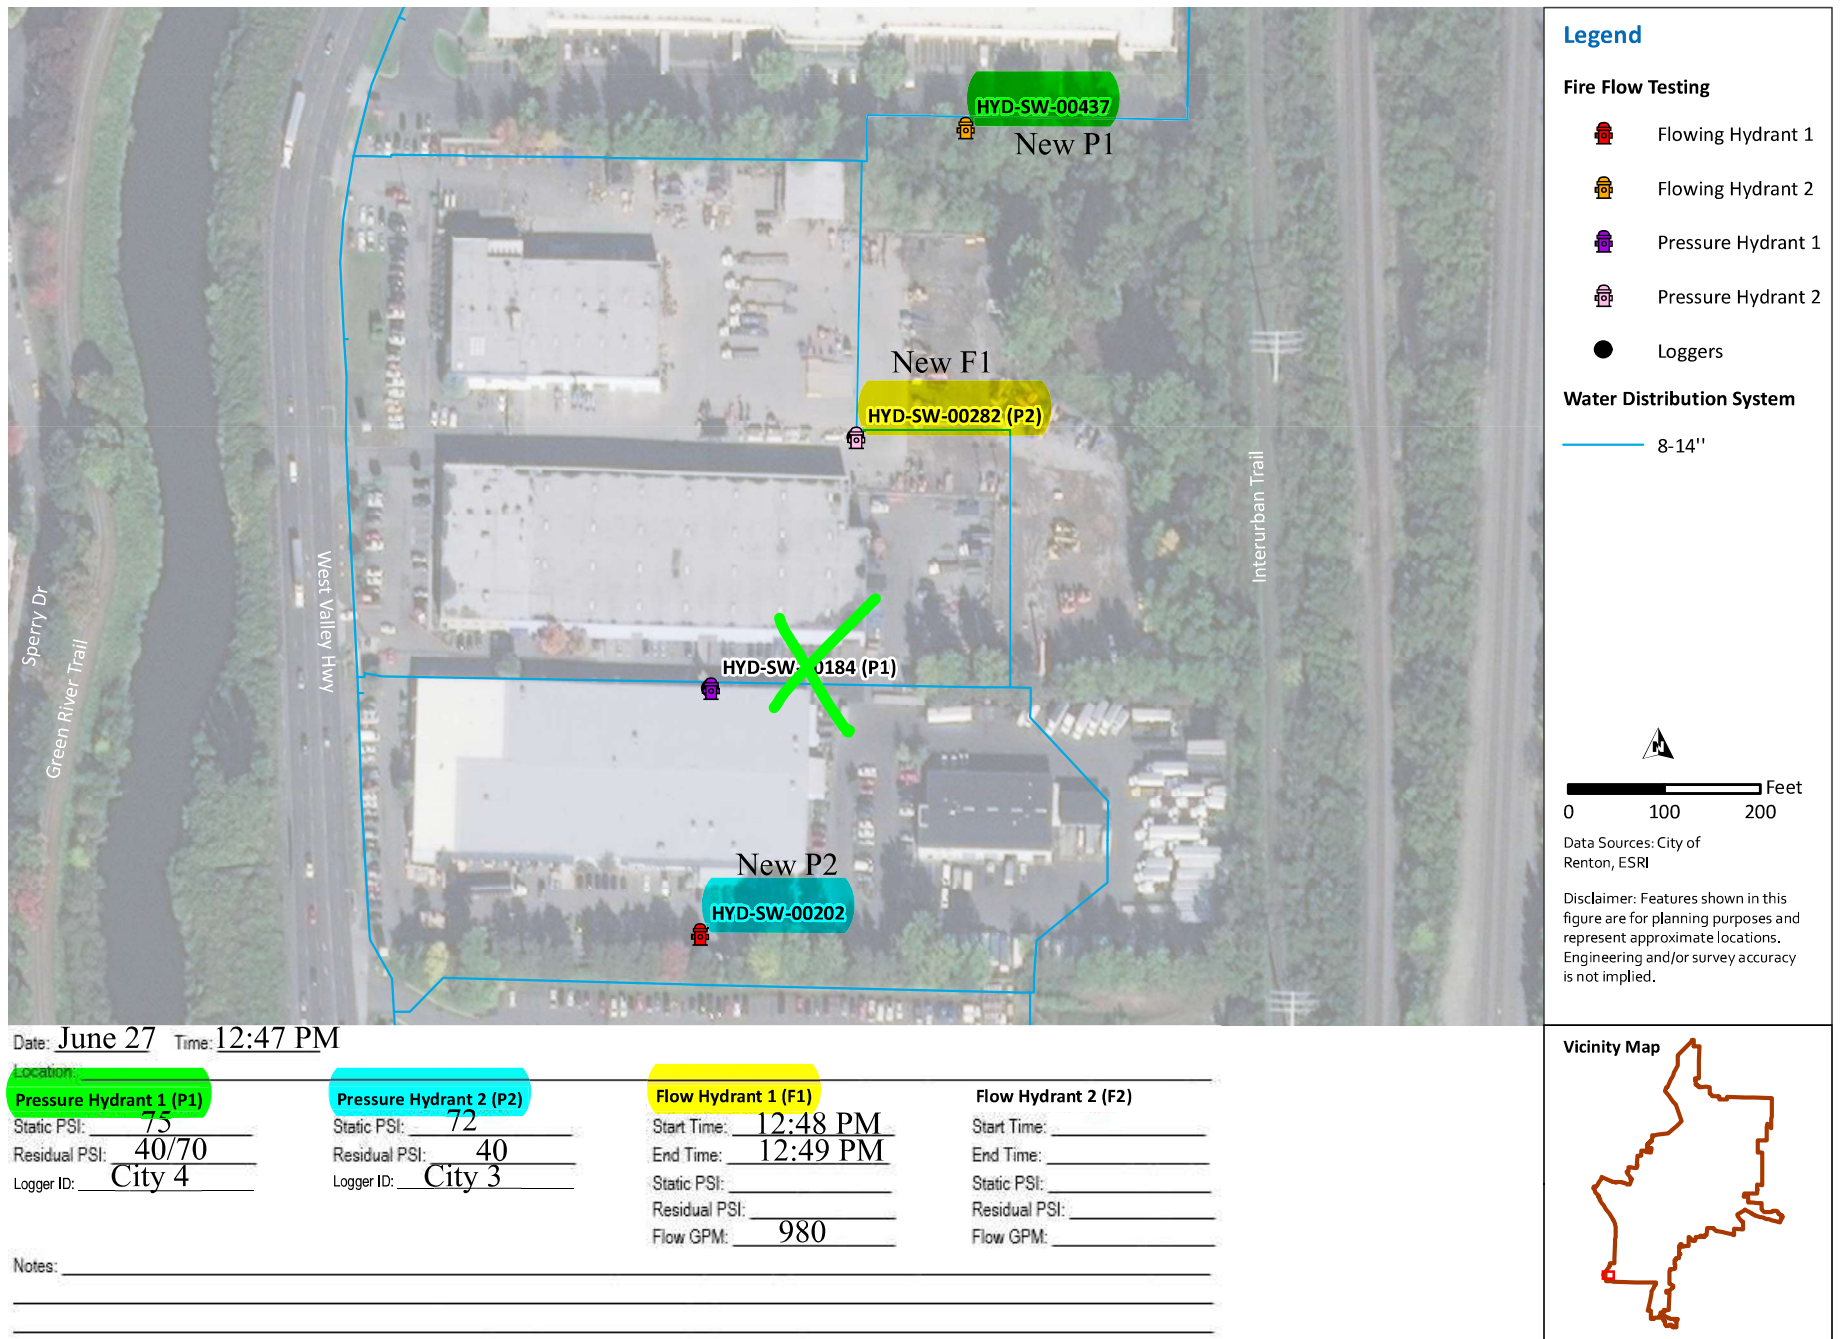 HYD-SW-00437
New P1
New F1
HYD-SW-00282 (P2)
HYD-SW-00184 (P1)
New P2
HYD-SW-00202
West Valley Hwy
Sperry Dr
Green River Trail
Interurban Trail
Legend
Fire Flow Testing
Flowing Hydrant 1
Flowing Hydrant 2
Pressure Hydrant 1
Pressure Hydrant 2
Loggers
Water Distribution System
8-14''
N
Feet
0 100 200
Data Sources: City of
Renton, ESRI
Disclaimer: Features shown in this
figure are for planning purposes and
represent approximate locations.
Engineering and/or survey accuracy
is not implied.
Vicinity Map
Date: June 27 Time: 12:47 PM
Location:
Pressure Hydrant 1 (P1)
Static PSI: 75
Residual PSI: 40/70
Logger ID: City 4
Pressure Hydrant 2 (P2)
Static PSI: 72
Residual PSI: 40
Logger ID: City 3
Flow Hydrant 1 (F1)
Start Time: 12:48 PM
End Time: 12:49 PM
Static PSI:
Residual PSI:
Flow GPM: 980
Flow Hydrant 2 (F2)
Start Time:
End Time:
Static PSI:
Residual PSI:
Flow GPM:
Notes: